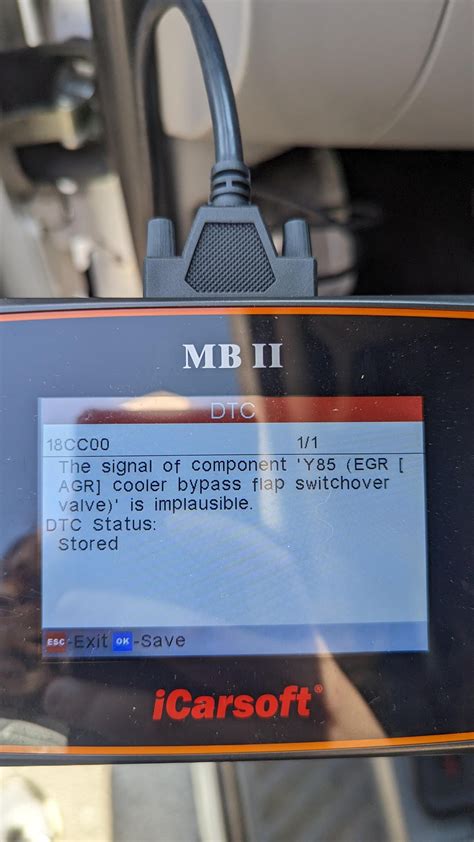 MB II
DTC
18CC00 1/1
The signal of component 'Y85 (EGR [
AGR] cooler bypass flap switchover
valve)' is implausible.
DTC Status:
Stored
ESC-Exit OK-Save
iCarsoft®